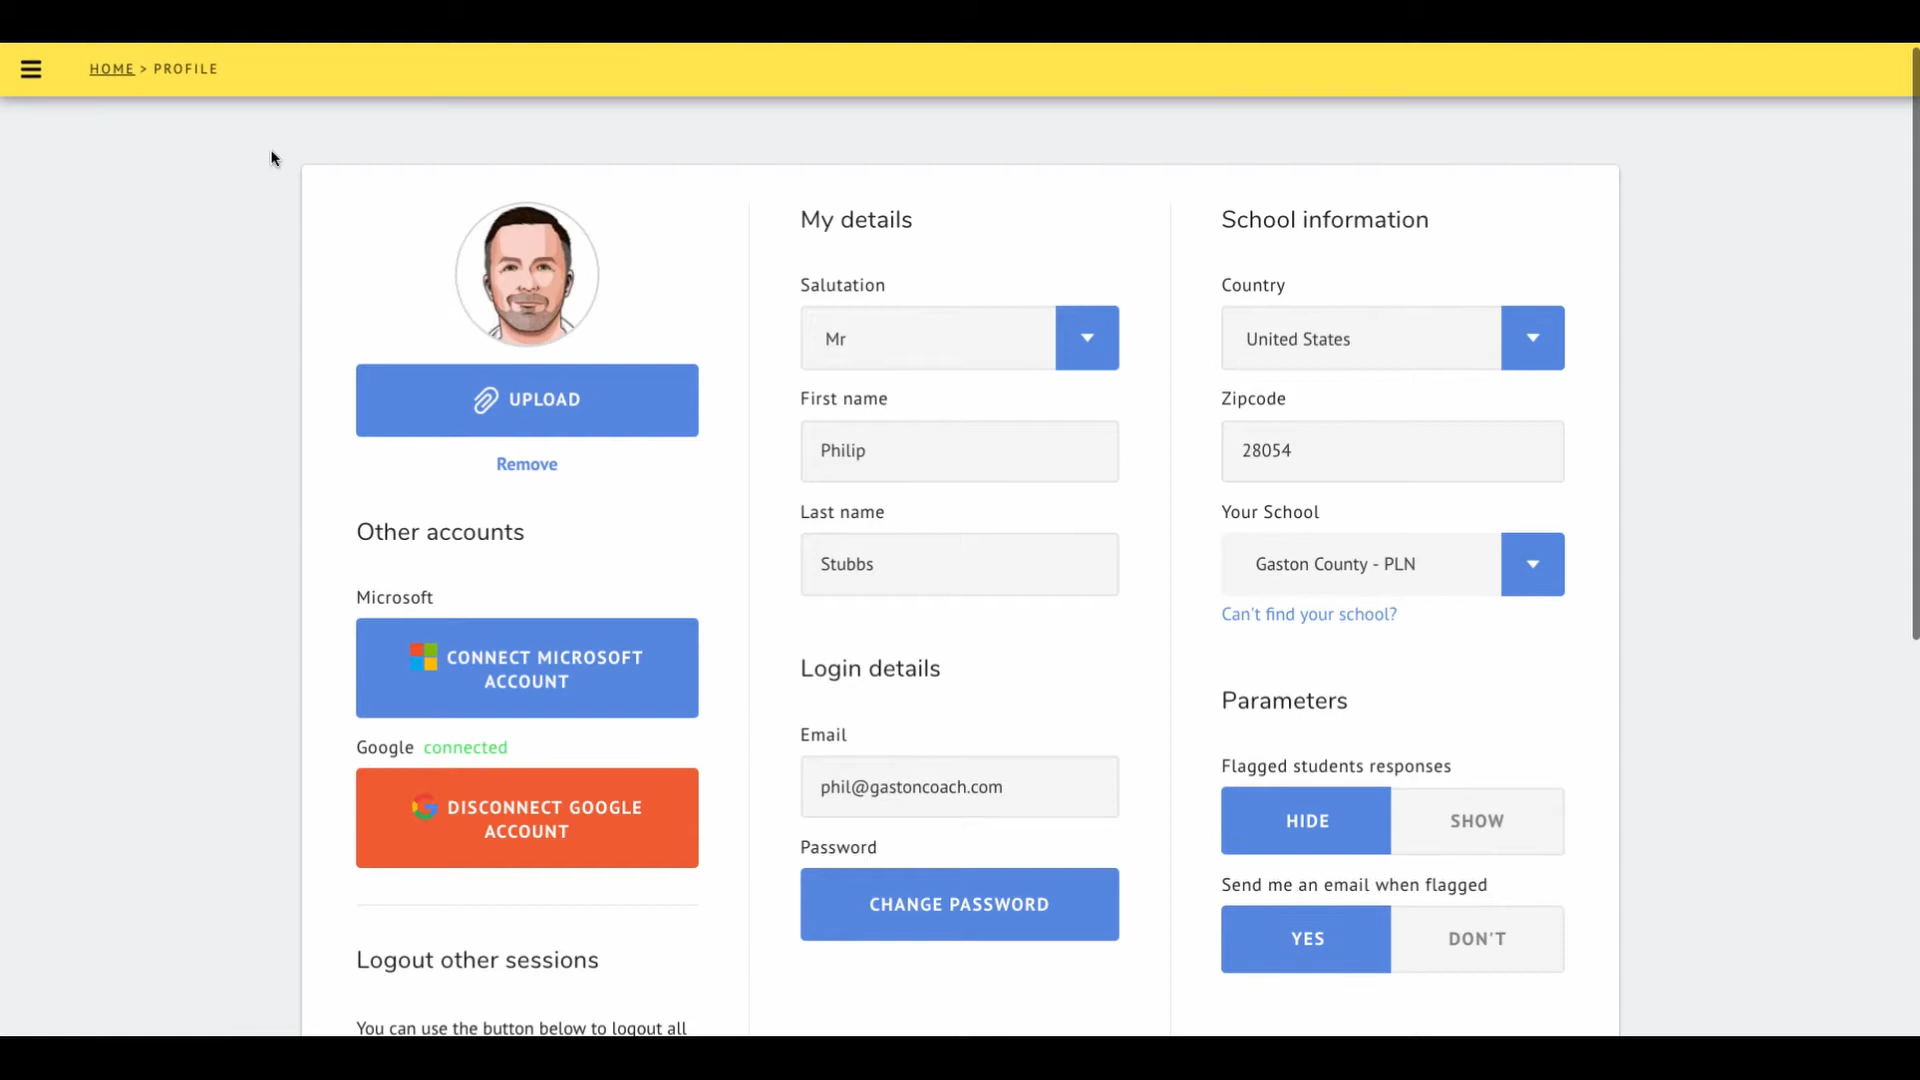 HOME > PROFILE
UPLOAD
Remove
Other accounts
Microsoft
CONNECT MICROSOFT
ACCOUNT
Google connected
DISCONNECT GOOGLE
ACCOUNT
Logout other sessions
You can use the button below to logout all
My details
Salutation
Mr
First name
Philip
Last name
Stubbs
Login details
Email
phil@gastoncoach.com
Password
CHANGE PASSWORD
School information
Country
United States
Zipcode
28054
Your School
Gaston County - PLN
Can't find your school?
Parameters
Flagged students responses
HIDE SHOW
Send me an email when flagged
YES DON'T